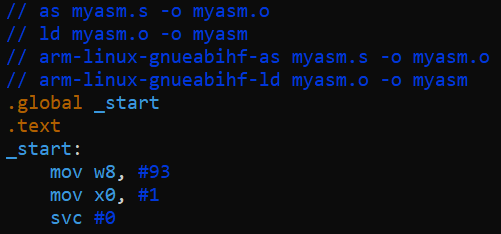 // as myasm.s -o myasm.o
// ld myasm.o -o myasm
// arm-linux-gnueabihf-as myasm.s -o myasm.o
// arm-linux-gnueabihf-ld myasm.o -o myasm
.global _start
.text
_start:
    mov w8, #93
    mov x0, #1
    svc #0